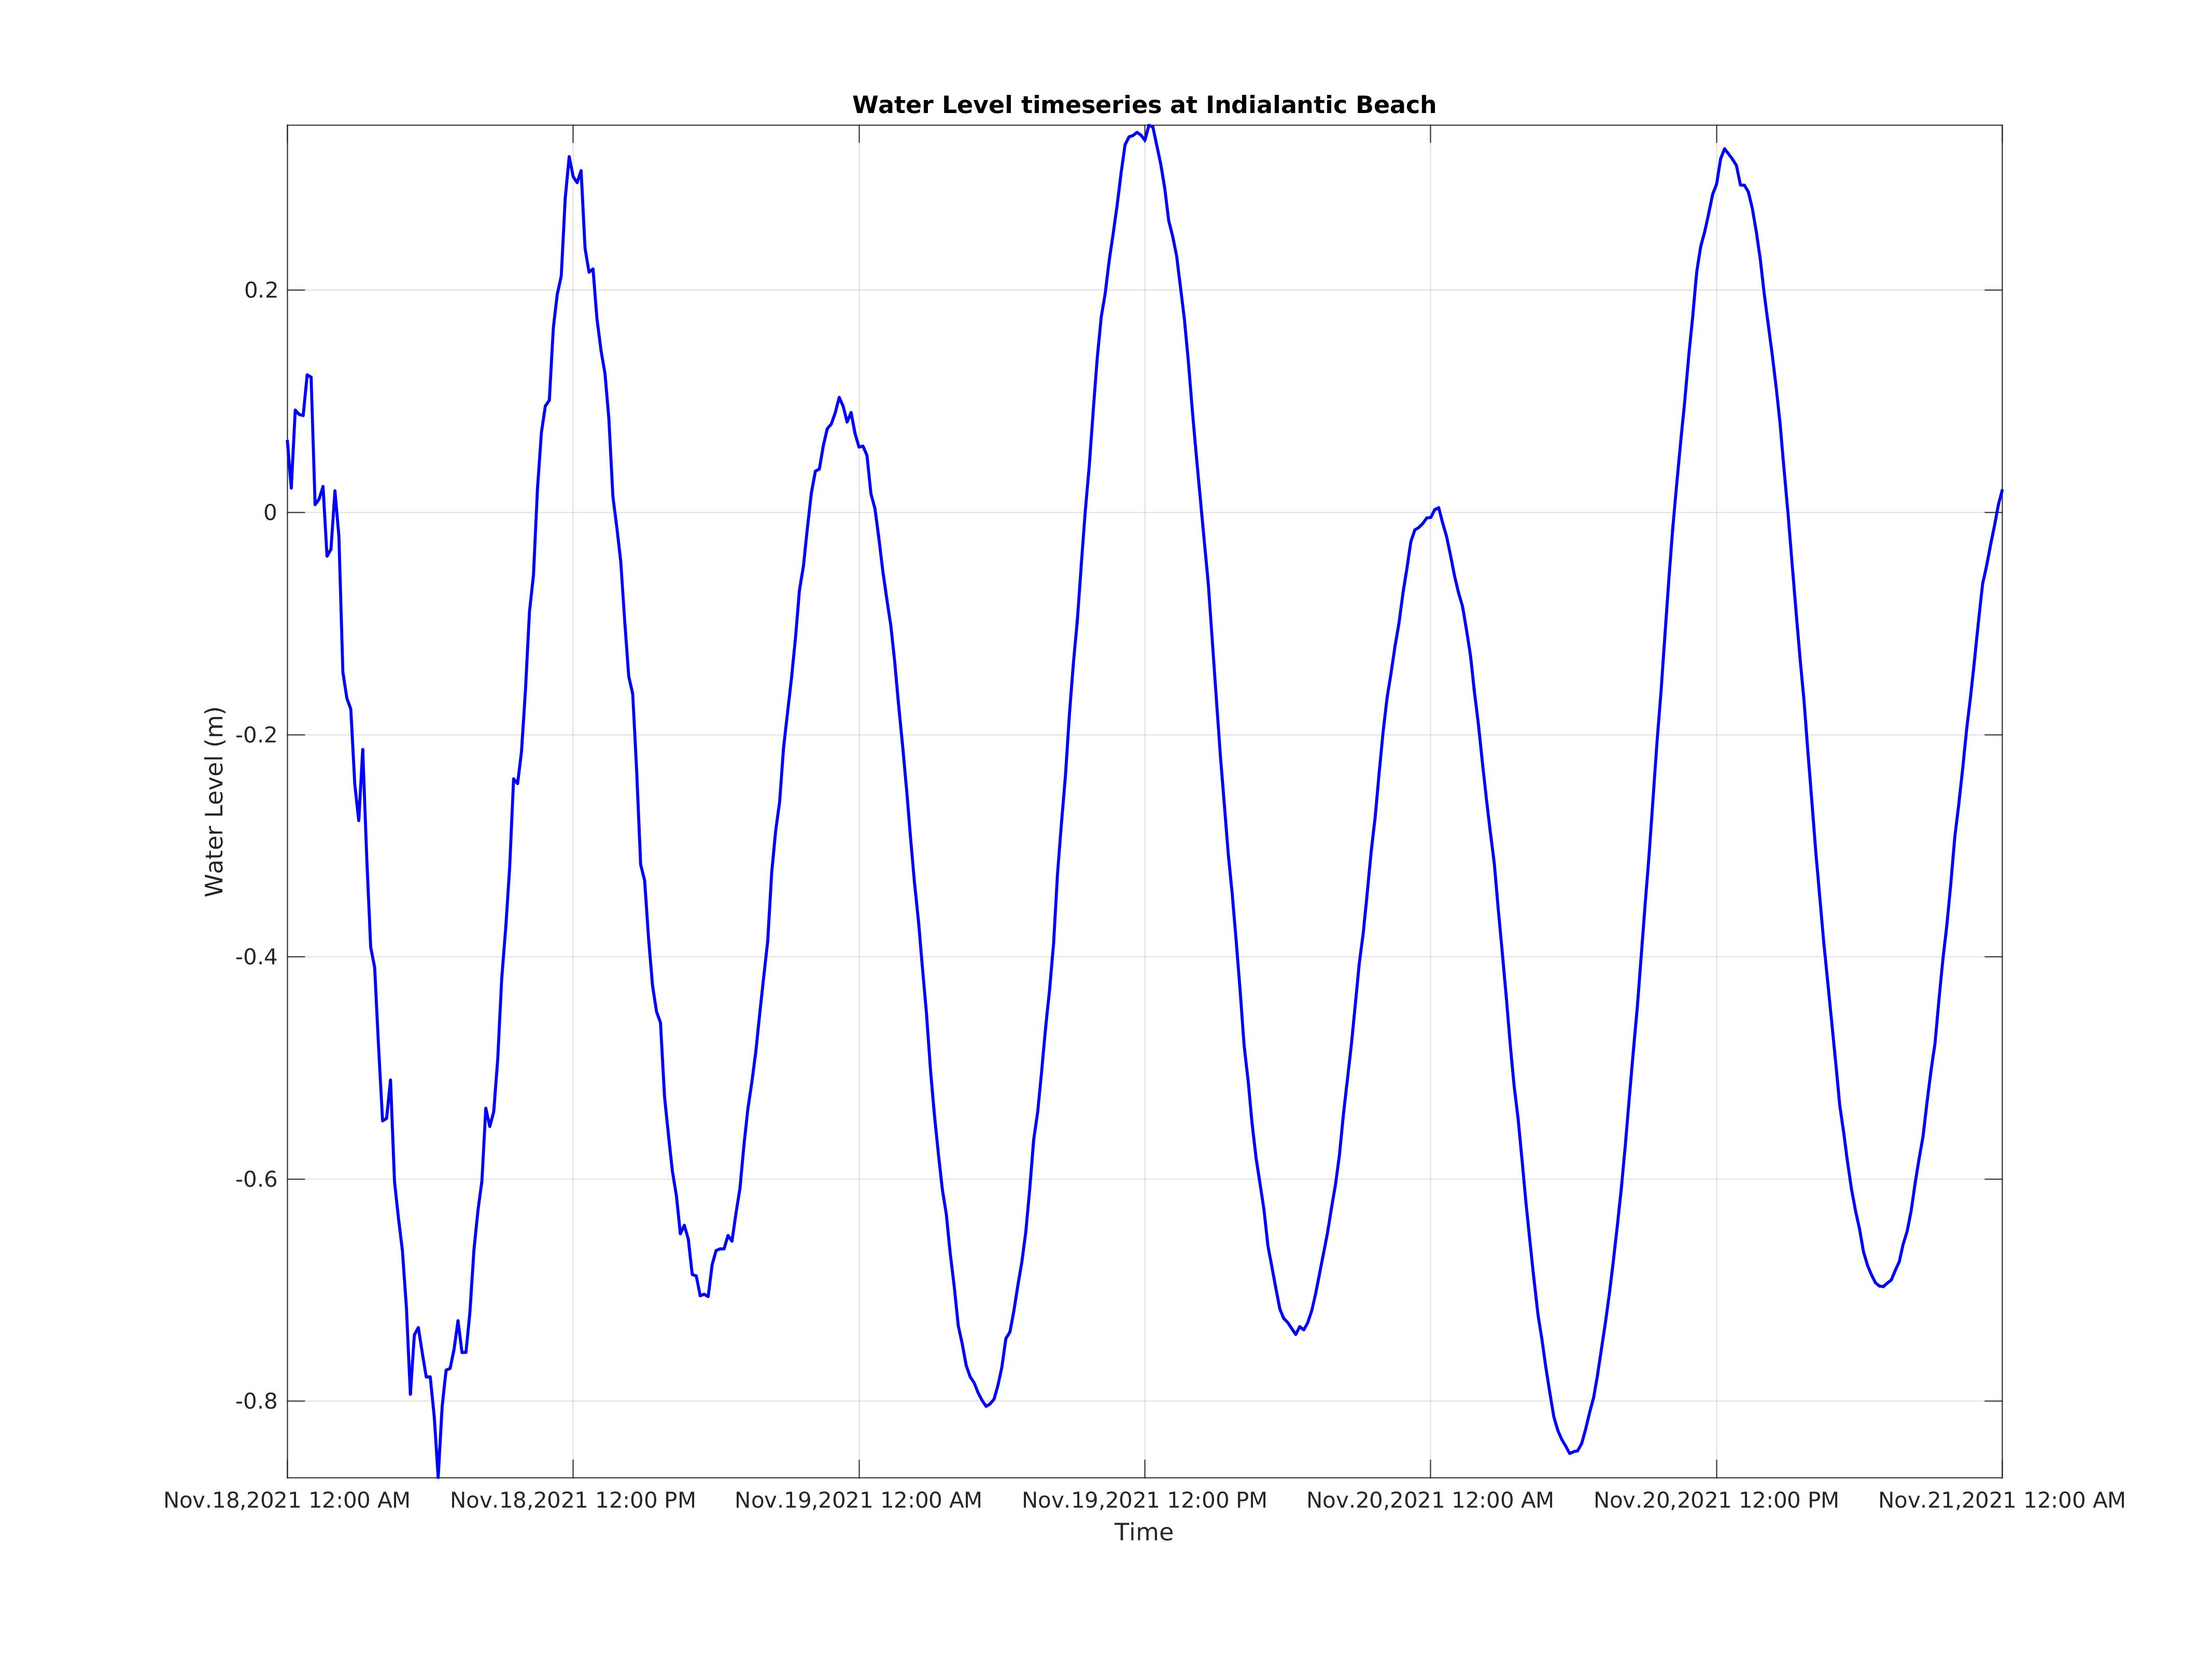 Water Level timeseries at Indialantic Beach
0.2
0
-0.2
-0.4
-0.6
-0.8
Water Level (m)
Nov.18,2021 12:00 AM
Nov.18,2021 12:00 PM
Nov.19,2021 12:00 AM
Nov.19,2021 12:00 PM
Nov.20,2021 12:00 AM
Nov.20,2021 12:00 PM
Nov.21,2021 12:00 AM
Time